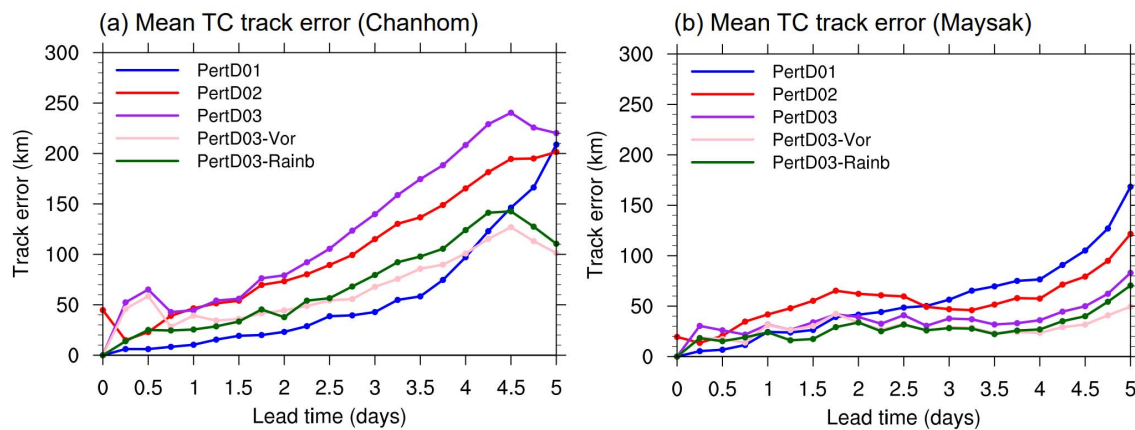 (a) Mean TC track error (Chanhom)
300
250
200
150
100
50
0
Track error (km)
PertD01
PertD02
PertD03
PertD03-Vor
PertD03-Rainb
0 0.5 1 1.5 2 2.5 3 3.5 4 4.5 5
Lead time (days)
(b) Mean TC track error (Maysak)
300
250
200
150
100
50
0
Track error (km)
PertD01
PertD02
PertD03
PertD03-Vor
PertD03-Rainb
0 0.5 1 1.5 2 2.5 3 3.5 4 4.5 5
Lead time (days)